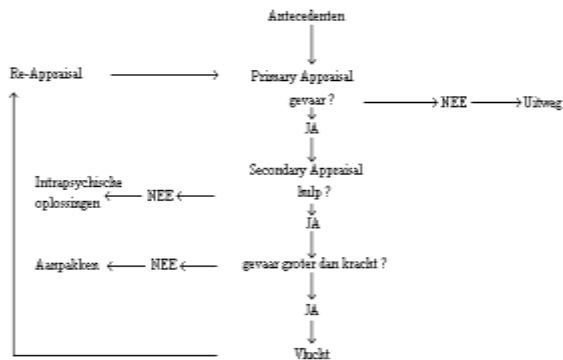 Antecedenten
Re-Appraisal
Primary Appraisal
gevaar ?
NEE
Uitweg
JA
Secondary Appraisal
hulp ?
Intrapsychische
oplossingen
NEE
JA
Aanpakken
NEE
gevaar groter dan kracht ?
JA
Vlucht